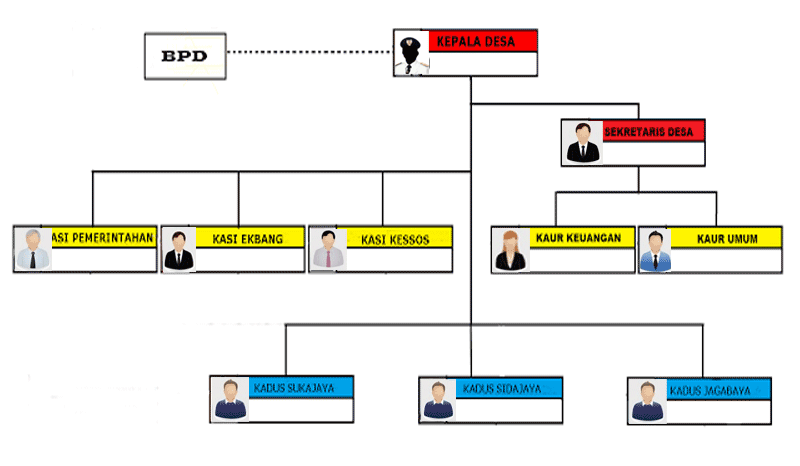 KEPALA DESA
BPD
SEKRETARIS DESA
KASI PEMERINTAHAN
KASI EKBANG
KASI KESSOS
KAUR KEUANGAN
KAUR UMUM
KADUS SUKAJAYA
KADUS SIDAJAYA
KADUS JAGABAYA